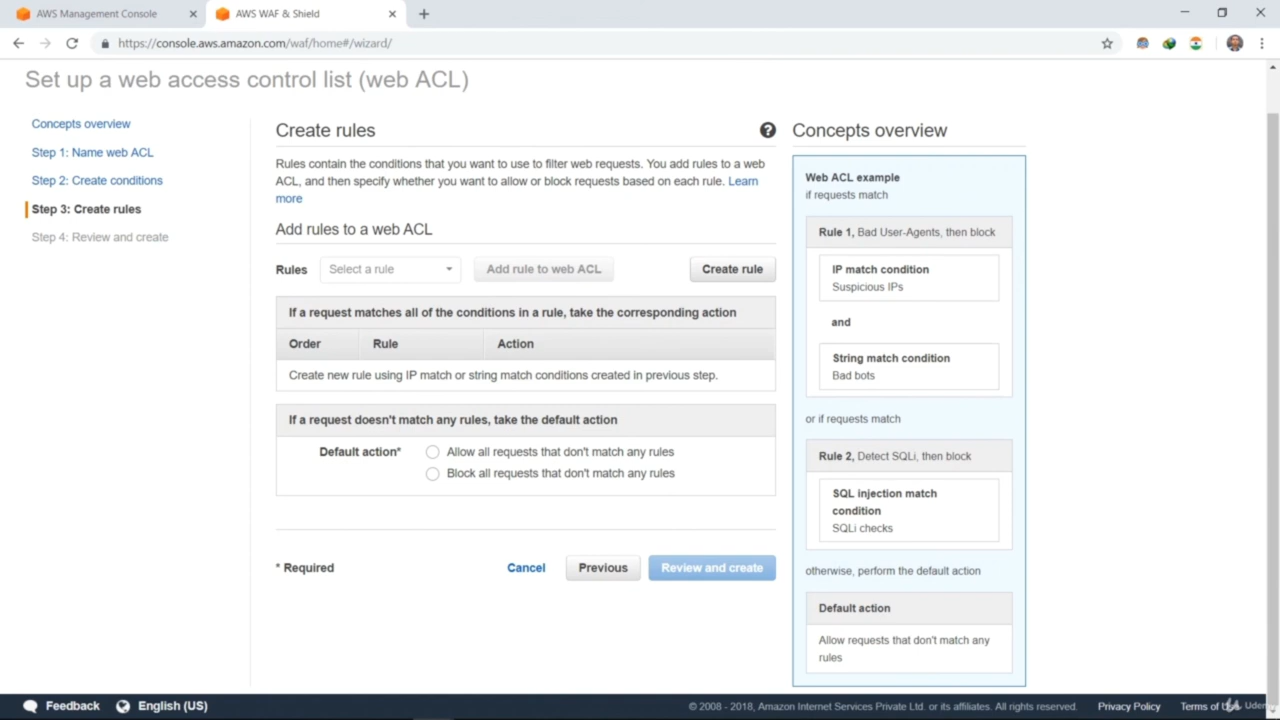 AWS Management Console
AWS WAF & Shield
https://console.aws.amazon.com/waf/home#/wizard/
Set up a web access control list (web ACL)
Concepts overview
Step 1: Name web ACL
Step 2: Create conditions
Step 3: Create rules
Step 4: Review and create
Create rules
Rules contain the conditions that you want to use to filter web requests. You add rules to a web
ACL, and then specify whether you want to allow or block requests based on each rule. Learn
more
Add rules to a web ACL
Rules Select a rule Add rule to web ACL Create rule
If a request matches all of the conditions in a rule, take the corresponding action
Order Rule Action
Create new rule using IP match or string match conditions created in previous step.
If a request doesn't match any rules, take the default action
Default action* Allow all requests that don't match any rules
Block all requests that don't match any rules
* Required Cancel Previous Review and create
Concepts overview
Web ACL example
if requests match
Rule 1, Bad User-Agents, then block
IP match condition
Suspicious IPs
and
String match condition
Bad bots
or if requests match
Rule 2, Detect SQLi, then block
SQL injection match
condition
SQLi checks
otherwise, perform the default action
Default action
Allow requests that don't match any
rules
Feedback English (US) © 2008 - 2018, Amazon Internet Services Private Ltd. or its affiliates. All rights reserved. Privacy Policy Terms of